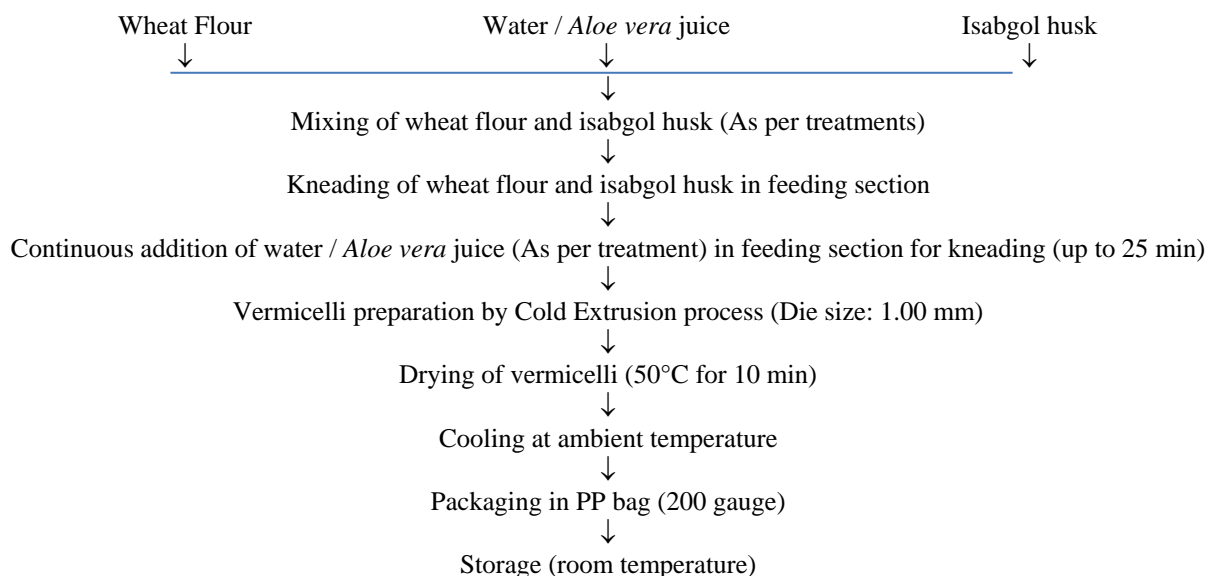 Wheat Flour Water / Aloe vera juice Isabgol husk
↓ ↓ ↓
↓
Mixing of wheat flour and isabgol husk (As per treatments)
↓
Kneading of wheat flour and isabgol husk in feeding section
↓
Continuous addition of water / Aloe vera juice (As per treatment) in feeding section for kneading (up to 25 min)
↓
Vermicelli preparation by Cold Extrusion process (Die size: 1.00 mm)
↓
Drying of vermicelli (50°C for 10 min)
↓
Cooling at ambient temperature
↓
Packaging in PP bag (200 gauge)
↓
Storage (room temperature)